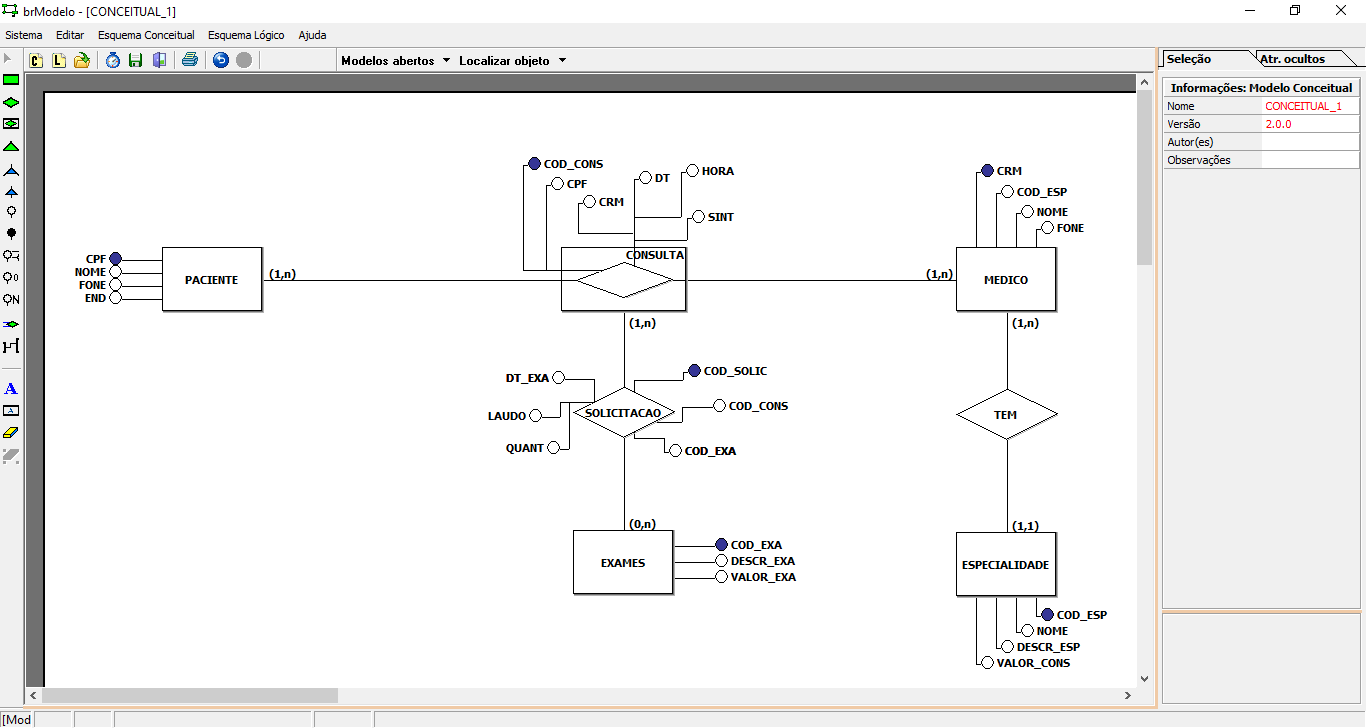 brModelo - [CONCEITUAL_1]
Sistema Editar Esquema Conceitual Esquema Lógico Ajuda
C L Modelos abertos Localizar objeto
Seleção Atr. ocultos
Informações: Modelo Conceitual
Nome CONCEITUAL_1
Versão 2.0.0
Autor(es)
Observações
0
N
A
A
COD_CONS
CPF
CRM
DT
HORA
SINT
CRM
COD_ESP
NOME
FONE
CPF
NOME
FONE
END
PACIENTE
(1,n)
CONSULTA
(1,n)
MEDICO
(1,n)
(1,n)
DT_EXA
LAUDO
QUANT
SOLICITACAO
COD_SOLIC
COD_CONS
COD_EXA
TEM
(0,n)
(1,1)
EXAMES
COD_EXA
DESCR_EXA
VALOR_EXA
ESPECIALIDADE
COD_ESP
NOME
DESCR_ESP
VALOR_CONS
[Mod